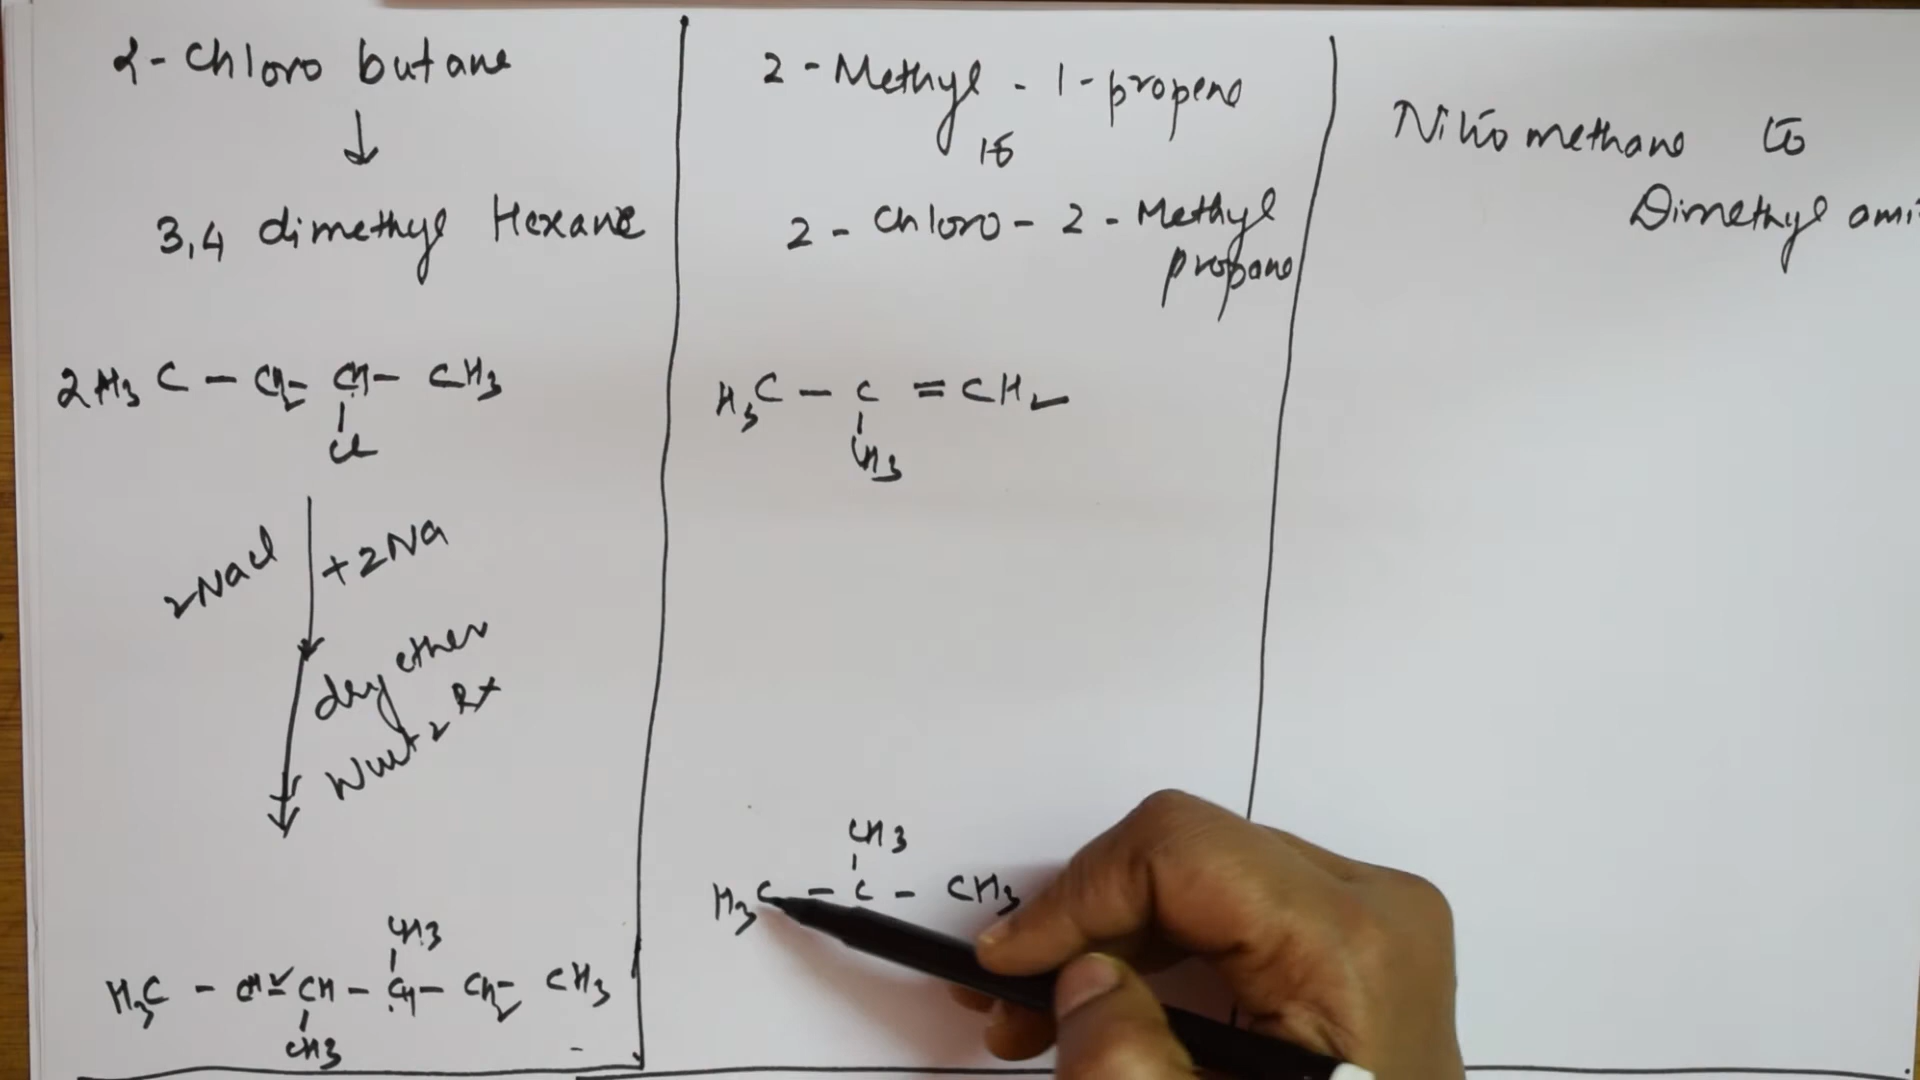 2-Chloro butane
↓
3,4 dimethyl Hexane
2H3C - CH2 - CH - CH3
Cl
2NaCl
+2Na
dry ether
Wurtz Rx
CH3
H3C - CH2 - CH - CH - CH2 - CH3
CH3
2-Methyl-1-propene
to
2-Chloro-2-Methyl
propane
H3C - C = CH2
CH3
CH3
H3C - C - CH3
Nitromethane to
Dimethyl ami